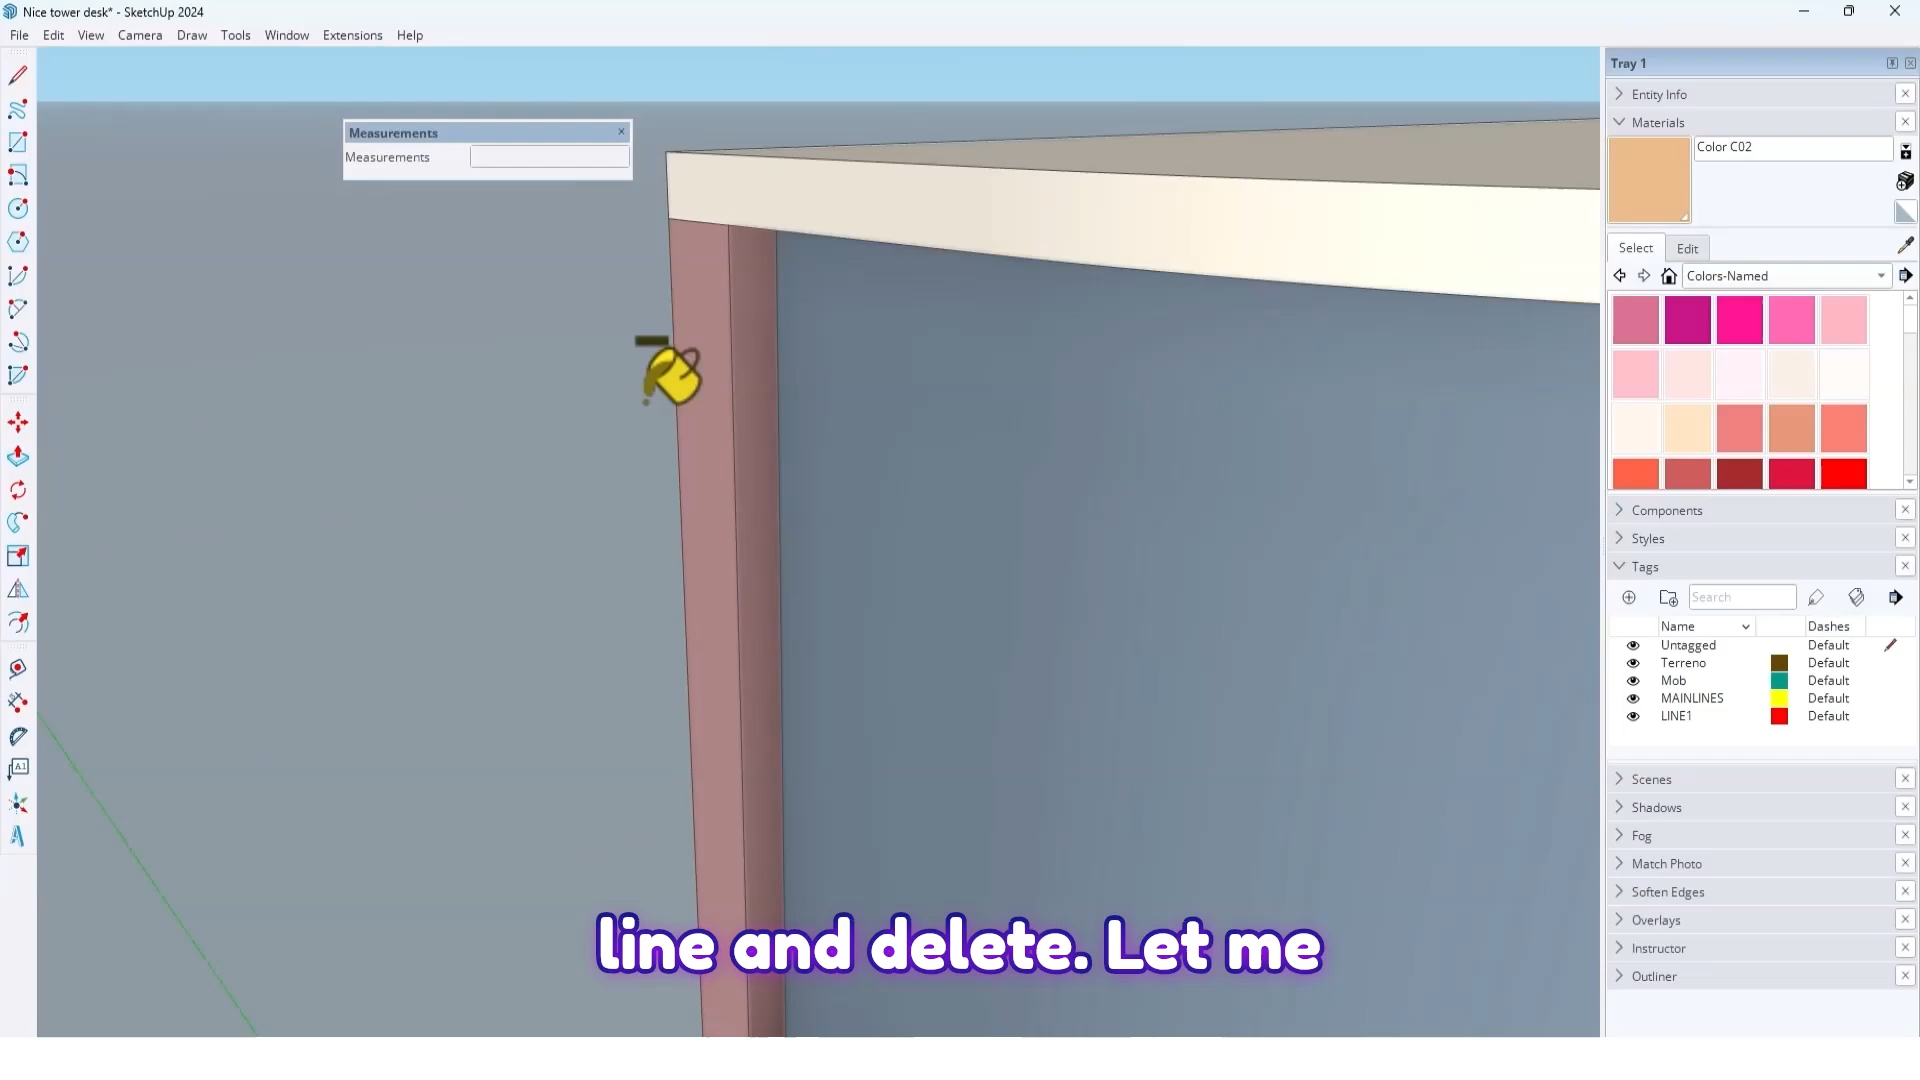 Nice tower desk* - SketchUp 2024
File Edit View Camera Draw Tools Window Extensions Help
Measurements
Measurements
Tray 1
Entity Info
Materials
Color C02
Select Edit
Colors-Named
Components
Styles
Tags
Search
Name Dashes
Untagged Default
Terreno Default
Mob Default
MAINLINES Default
LINE1 Default
Scenes
Shadows
Fog
Match Photo
Soften Edges
Overlays
Instructor
Outliner
A1
line and delete. Let me